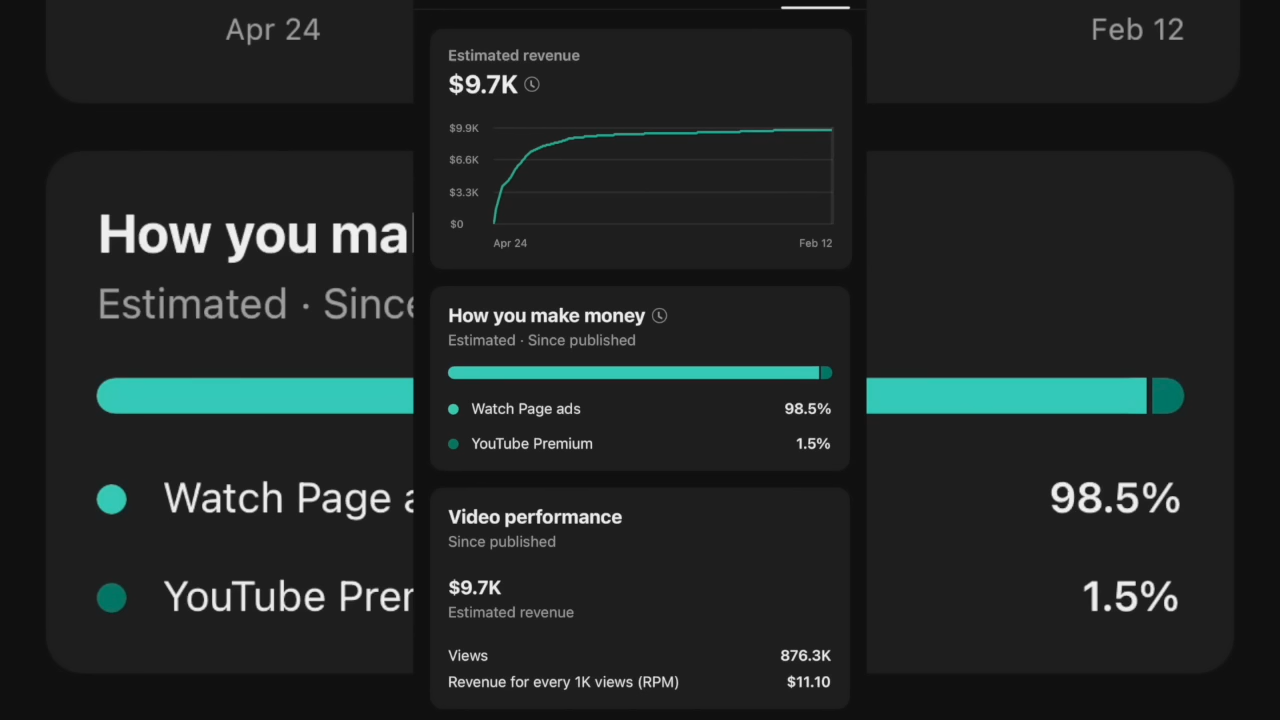 Apr 24
Feb 12
Estimated revenue
$9.7K
$9.9K
$6.6K
$3.3K
$0
Apr 24
Feb 12
How you mak
Estimated · Since
How you make money
Estimated · Since published
Watch Page ads
98.5%
YouTube Premium
1.5%
Watch Page a
98.5%
YouTube Prer
1.5%
Video performance
Since published
$9.7K
Estimated revenue
Views
876.3K
Revenue for every 1K views (RPM)
$11.10